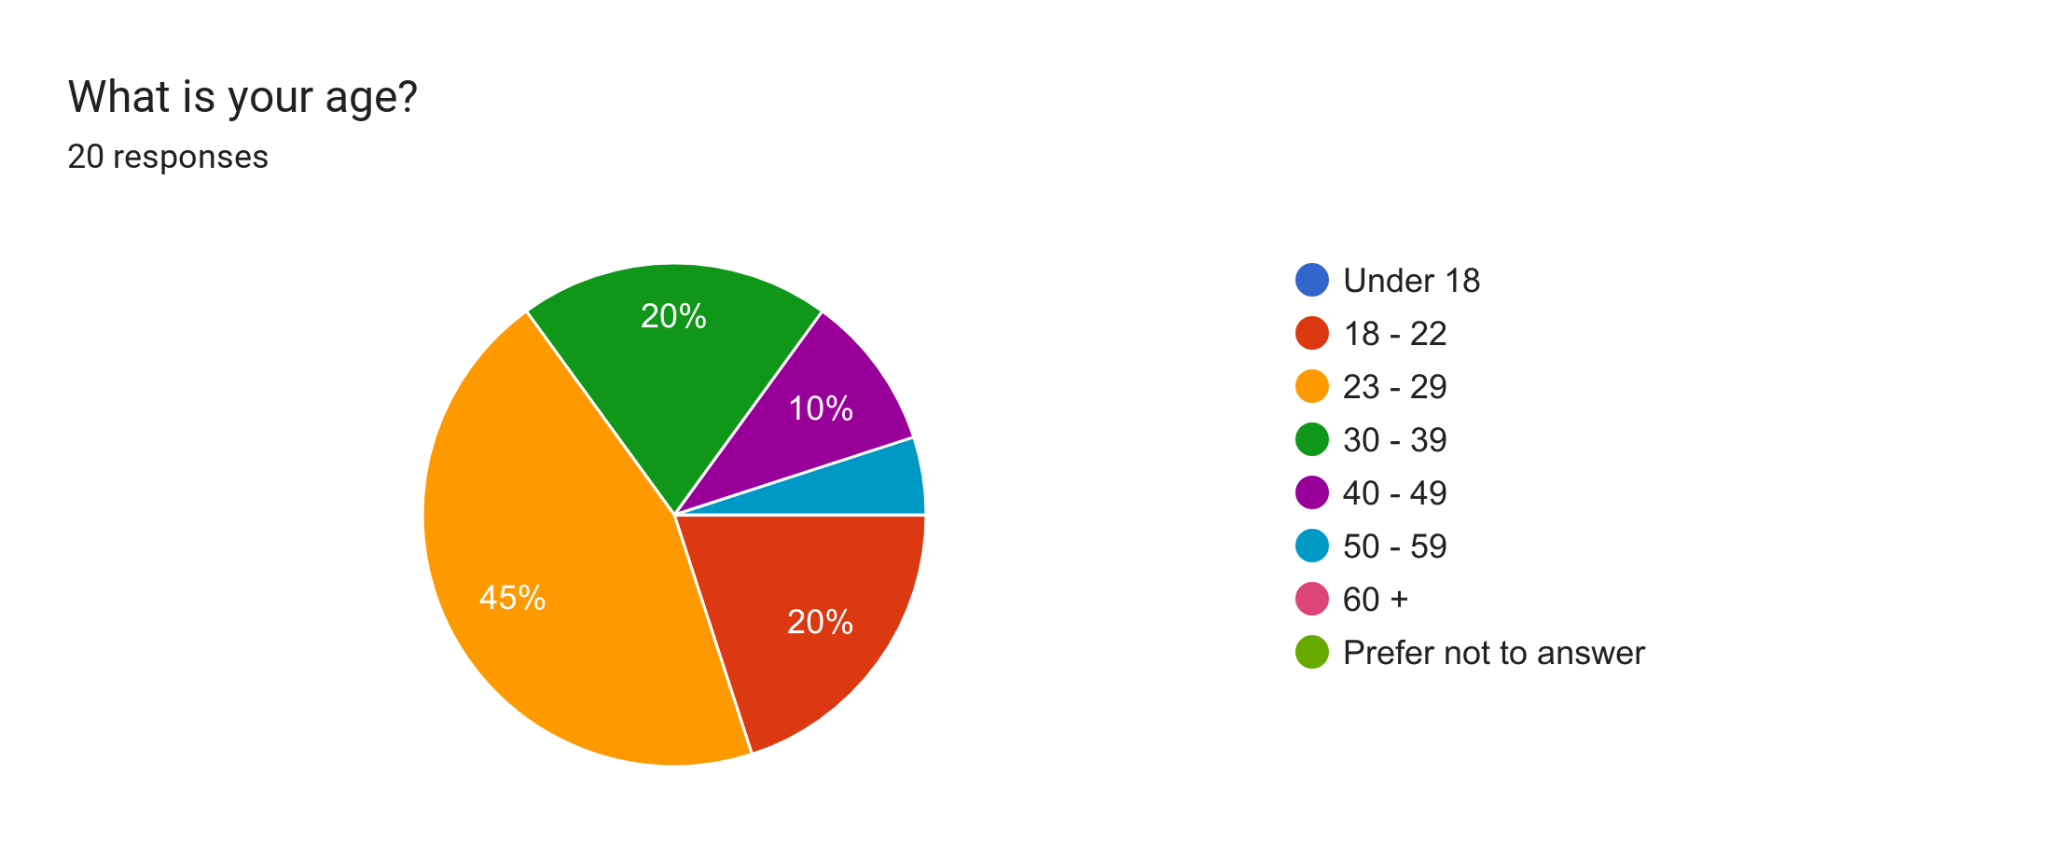 What is your age?
20 responses
20%
10%
45%
20%
Under 18
18 - 22
23 - 29
30 - 39
40 - 49
50 - 59
60 +
Prefer not to answer